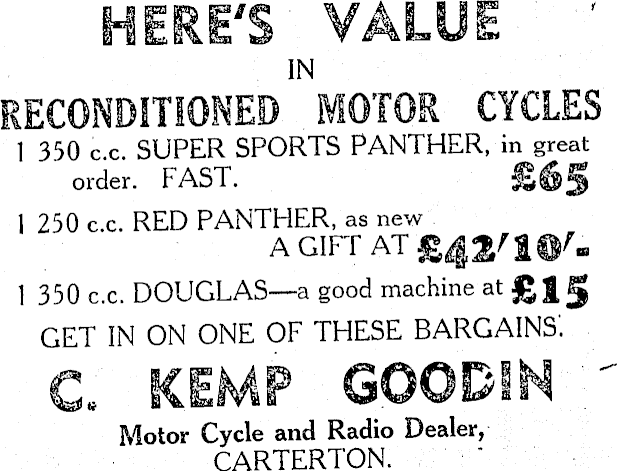 HERE'S VALUE
IN
RECONDITIONED MOTOR CYCLES
1 350 c.c. SUPER SPORTS PANTHER, in great
order. FAST. £65
1 250 c.c. RED PANTHER, as new
A GIFT AT £42'10'-
1 350 c.c. DOUGLAS—a good machine at £15
GET IN ON ONE OF THESE BARGAINS.
C. KEMP GOODIN
Motor Cycle and Radio Dealer,
CARTERTON.